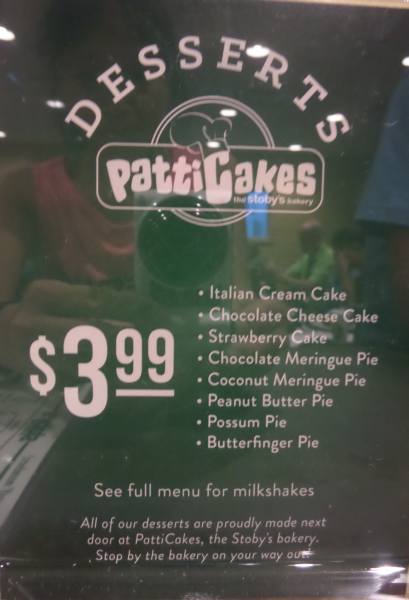 DESSERTS
PattiCakes
the Stoby's bakery
$3.99
• Italian Cream Cake
• Chocolate Cheese Cake
• Strawberry Cake
• Chocolate Meringue Pie
• Coconut Meringue Pie
• Peanut Butter Pie
• Possum Pie
• Butterfinger Pie
See full menu for milkshakes
All of our desserts are proudly made next
door at PattiCakes, the Stoby's bakery.
Stop by the bakery on your way out!